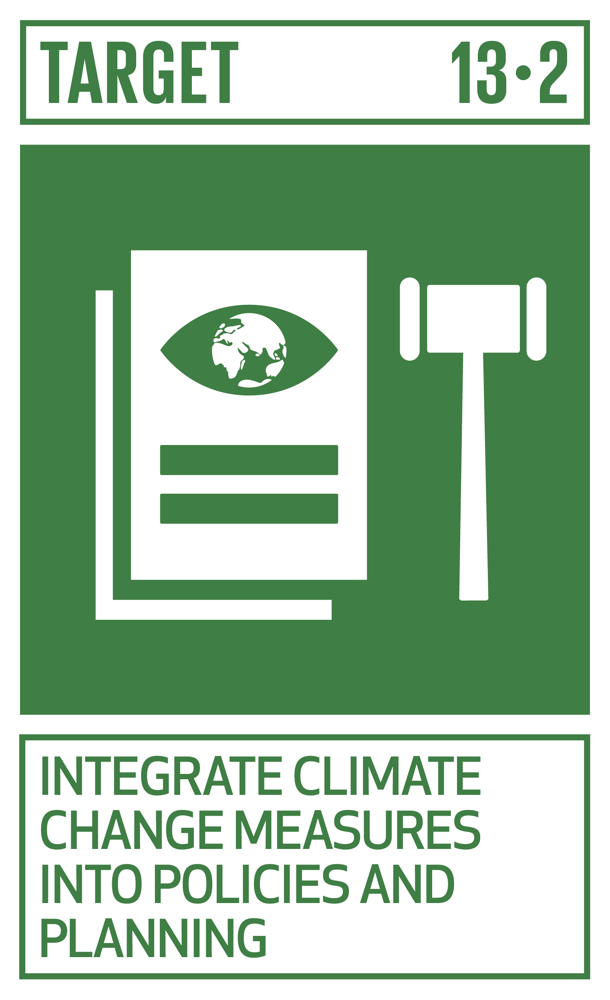 TARGET 13·2
INTEGRATE CLIMATE
CHANGE MEASURES
INTO POLICIES AND
PLANNING